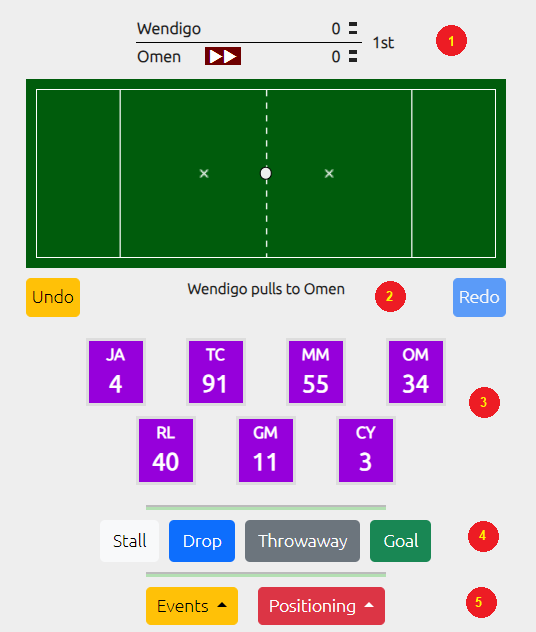 Wendigo 0
1st
1
Omen 0
Undo
Wendigo pulls to Omen
2
Redo
JA TC MM OM
4 91 55 34
3
RL GM CY
40 11 3
Stall Drop Throwaway Goal
4
Events Positioning
5